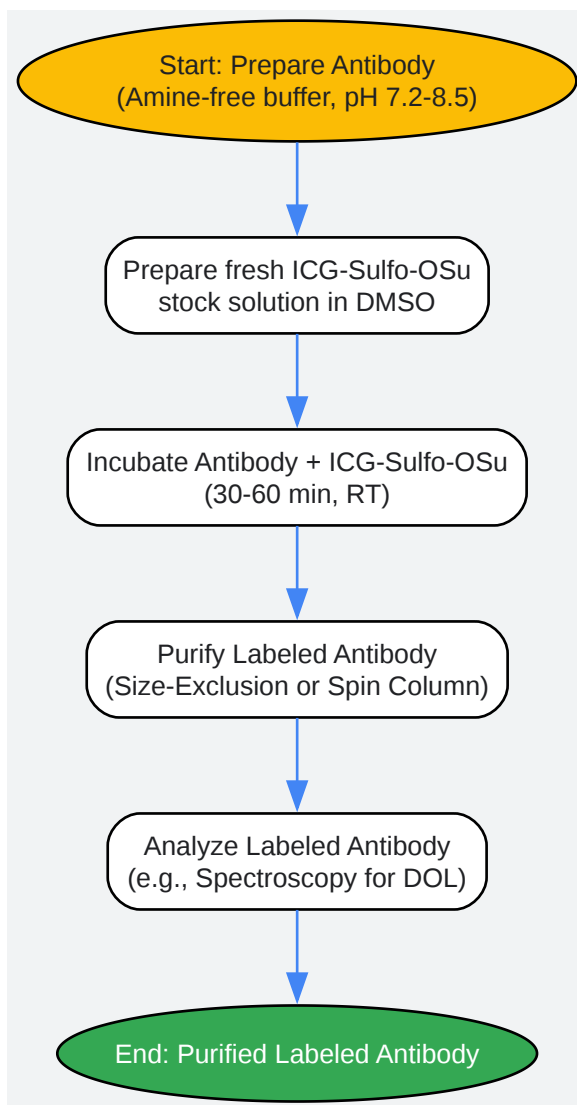 Start: Prepare Antibody
(Amine-free buffer, pH 7.2-8.5)
Prepare fresh ICG-Sulfo-OSu
stock solution in DMSO
Incubate Antibody + ICG-Sulfo-OSu
(30-60 min, RT)
Purify Labeled Antibody
(Size-Exclusion or Spin Column)
Analyze Labeled Antibody
(e.g., Spectroscopy for DOL)
End: Purified Labeled Antibody